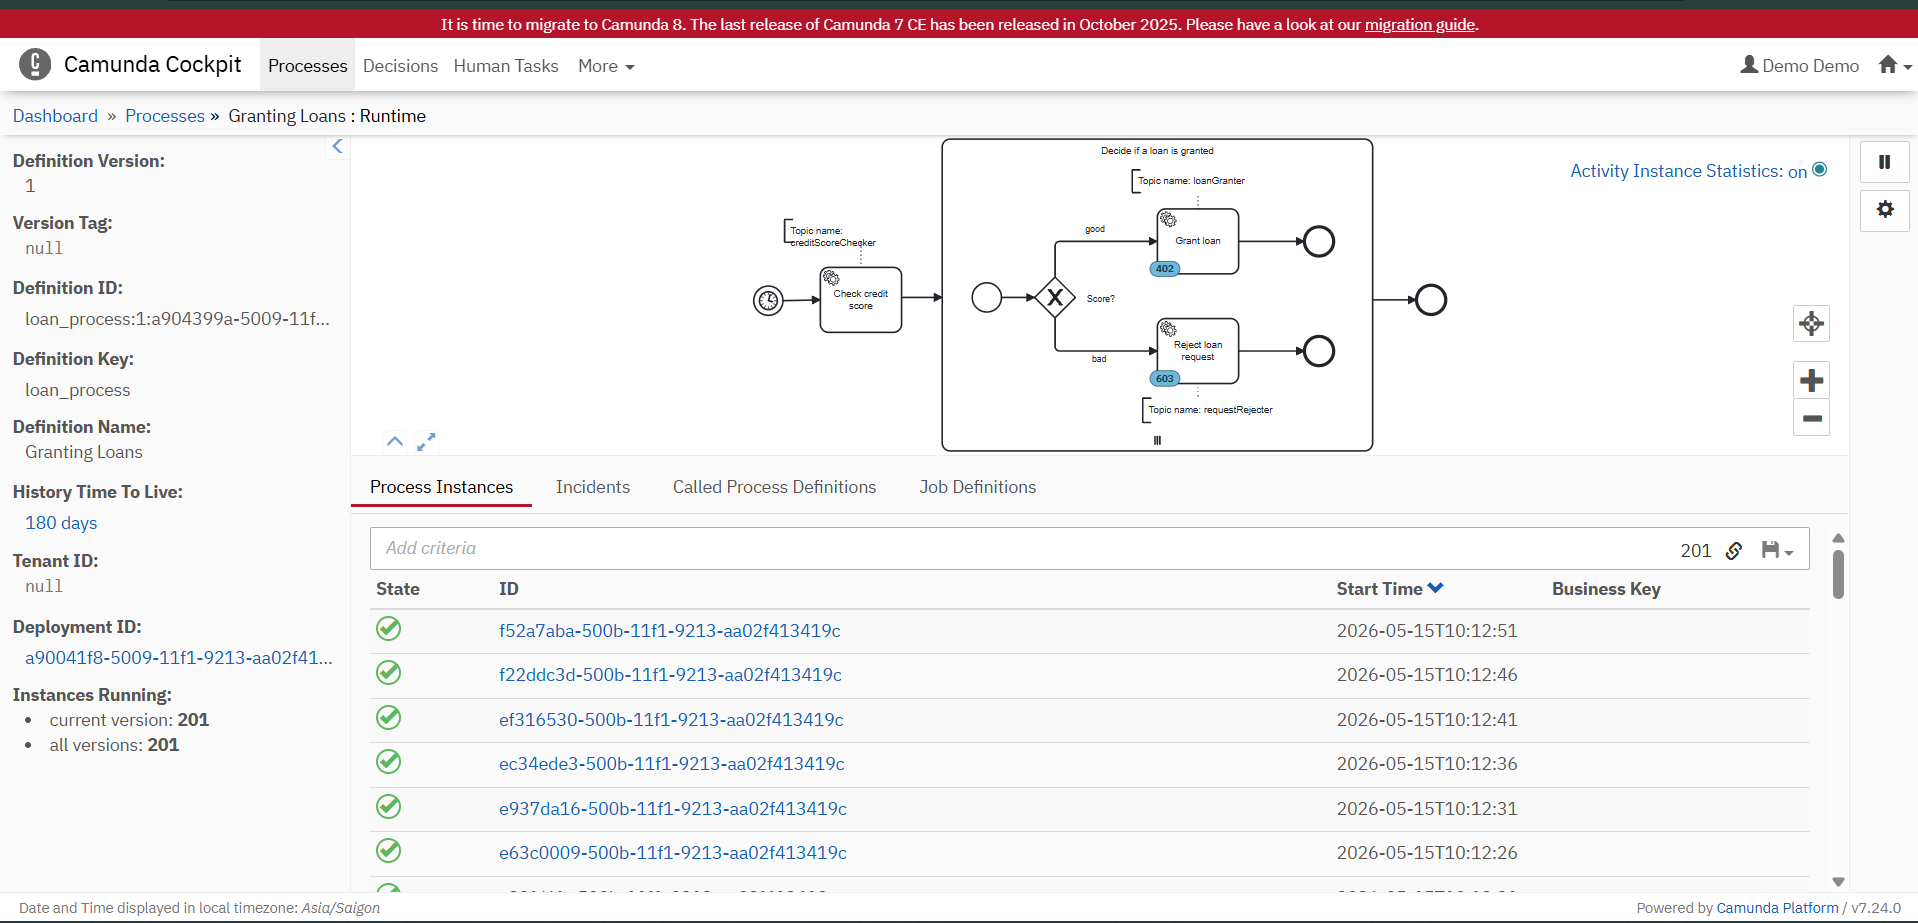 It is time to migrate to Camunda 8. The last release of Camunda 7 CE has been released in October 2025. Please have a look at our migration guide.
Camunda Cockpit
Processes
Decisions
Human Tasks
More
Demo Demo
Dashboard » Processes » Granting Loans : Runtime
Definition Version:
1
Version Tag:
null
Definition ID:
loan_process:1:a904399a-5009-11f...
Definition Key:
loan_process
Definition Name:
Granting Loans
History Time To Live:
180 days
Tenant ID:
null
Deployment ID:
a90041f8-5009-11f1-9213-aa02f41...
Instances Running:
• current version: 201
• all versions: 201
Decide if a loan is granted
Topic name: loanGranter
Activity Instance Statistics: on
Topic name:
creditScoreChecker
good
Grant loan
402
Check credit
score
Score?
Reject loan
request
bad
603
Topic name: requestRejecter
Process Instances
Incidents
Called Process Definitions
Job Definitions
Add criteria
201
State ID Start Time Business Key
f52a7aba-500b-11f1-9213-aa02f413419c 2026-05-15T10:12:51
f22ddc3d-500b-11f1-9213-aa02f413419c 2026-05-15T10:12:46
ef316530-500b-11f1-9213-aa02f413419c 2026-05-15T10:12:41
ec34ede3-500b-11f1-9213-aa02f413419c 2026-05-15T10:12:36
e937da16-500b-11f1-9213-aa02f413419c 2026-05-15T10:12:31
e63c0009-500b-11f1-9213-aa02f413419c 2026-05-15T10:12:26
Date and Time displayed in local timezone: Asia/Saigon
Powered by Camunda Platform / v7.24.0